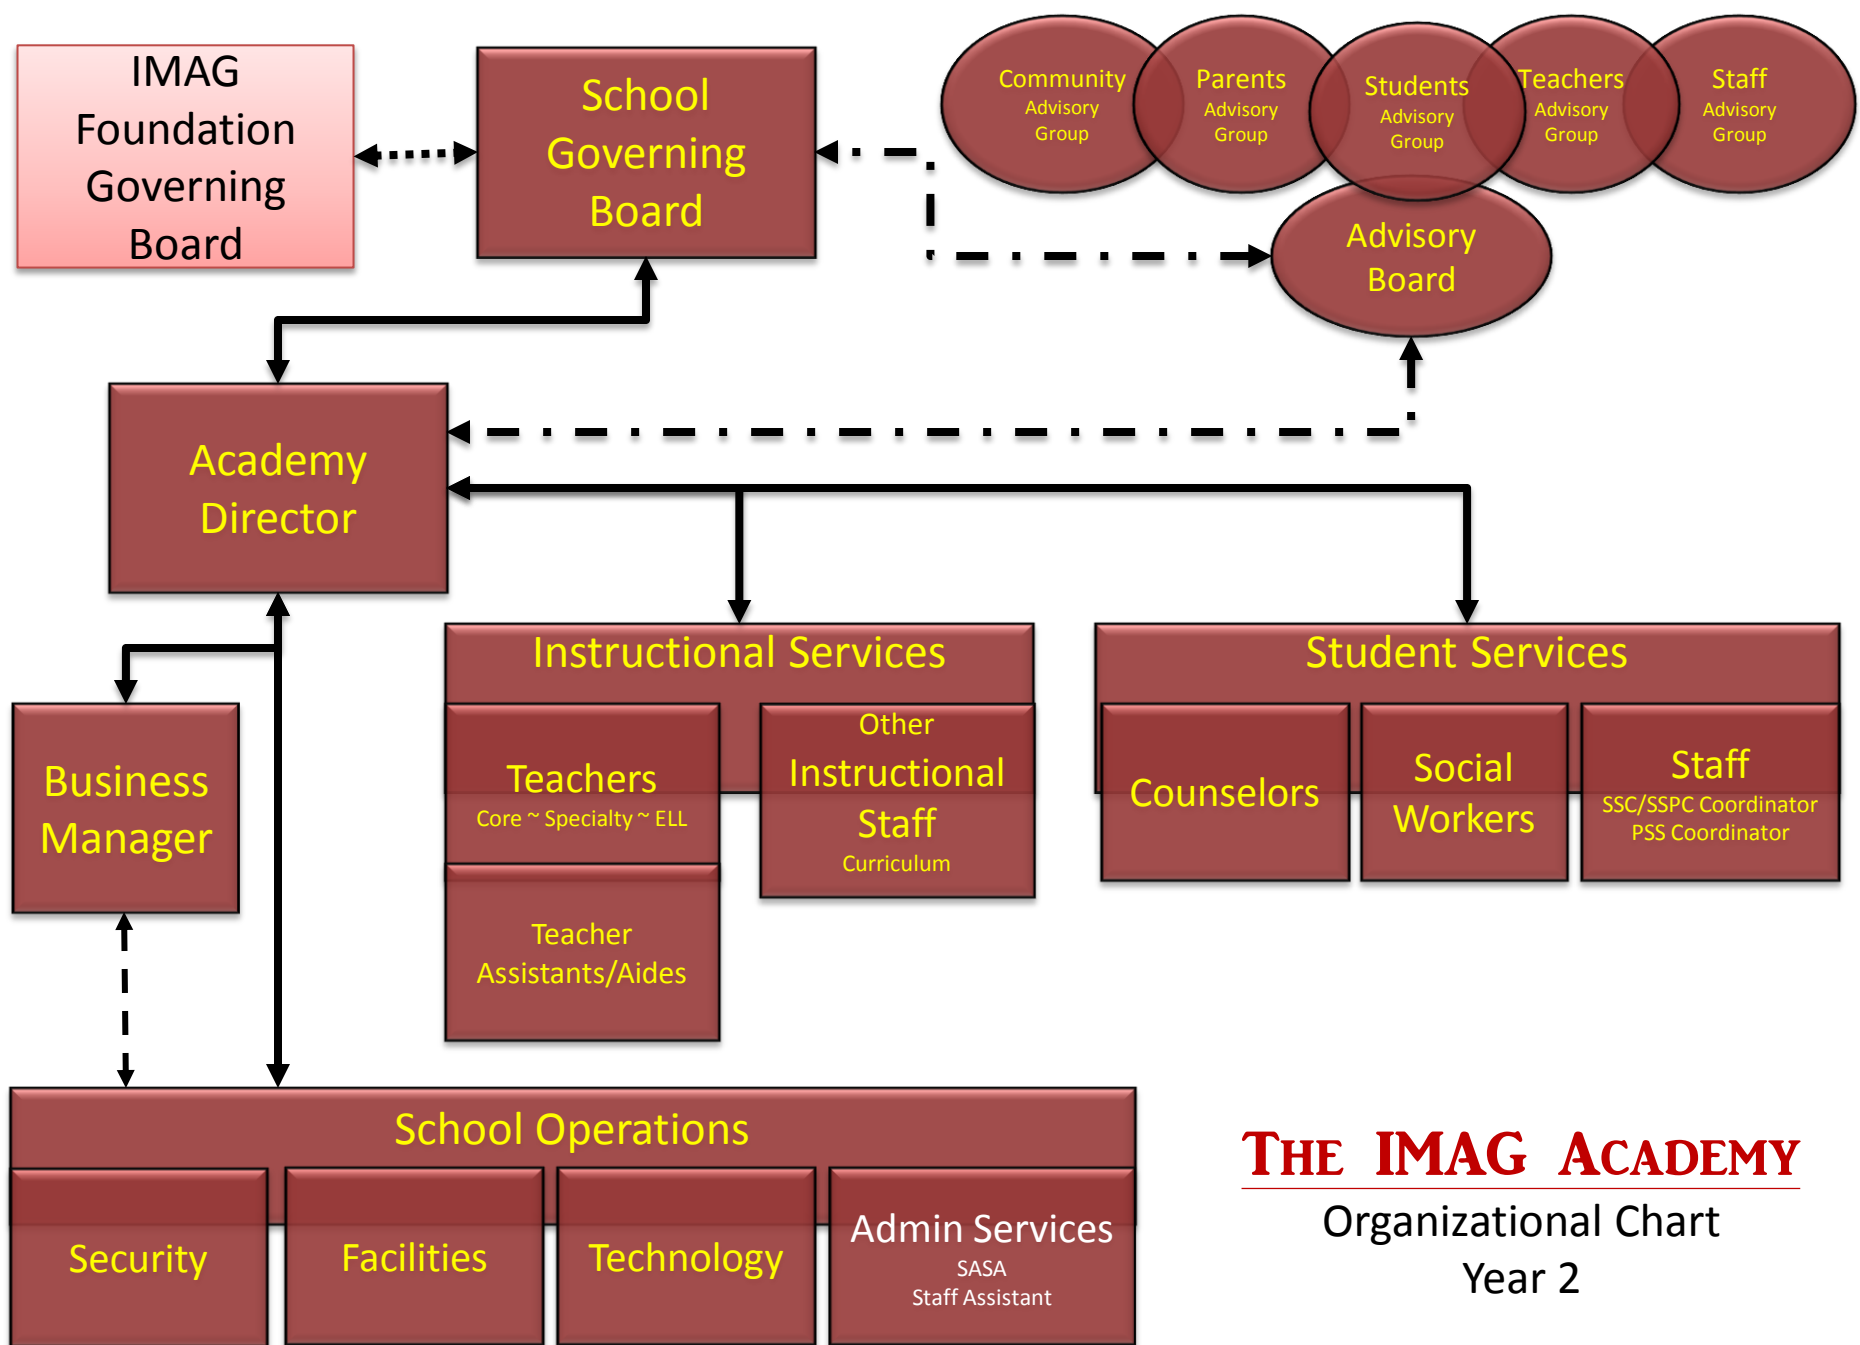 IMAG
Foundation
Governing
Board
School
Governing
Board
Community
Advisory
Group
Parents
Advisory
Group
Students
Advisory
Group
Teachers
Advisory
Group
Staff
Advisory
Group
Advisory
Board
Academy
Director
Business
Manager
Instructional Services
Teachers
Core ~ Specialty ~ ELL
Teacher
Assistants/Aides
Other
Instructional
Staff
Curriculum
Student Services
Counselors
Social
Workers
Staff
SSC/SSPC Coordinator
PSS Coordinator
School Operations
Security
Facilities
Technology
Admin Services
SASA
Staff Assistant
THE IMAG ACADEMY
Organizational Chart
Year 2